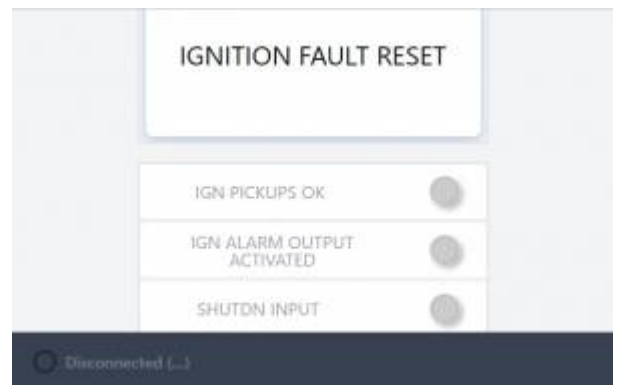 IGNITION FAULT RESET
IGN PICKUPS OK
IGN ALARM OUTPUT
ACTIVATED
SHUTDN INPUT
Disconnected (...)